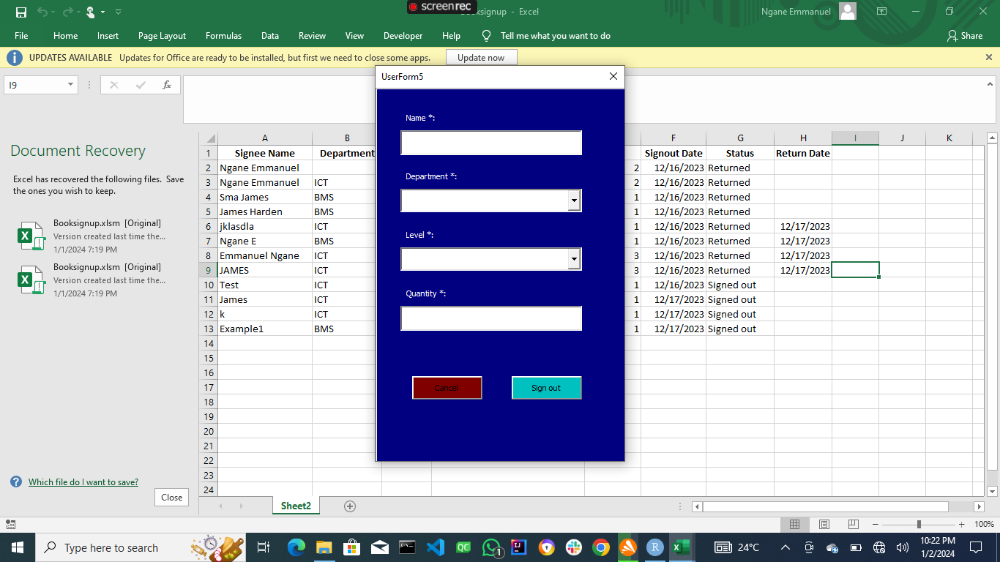 screenrec
Booksignup - Excel
Ngane Emmanuel
File Home Insert Page Layout Formulas Data Review View Developer Help Tell me what you want to do Share
UPDATES AVAILABLE Updates for Office are ready to be installed, but first we need to close some apps. Update now
I9 fx
UserForm5
Name *:
Department *:
Level *:
Quantity *:
Cancel Sign out
Document Recovery
Excel has recovered the following files. Save
the ones you wish to keep.
Booksignup.xlsm [Original]
Version created last time the...
1/1/2024 7:19 PM
Booksignup.xlsm [Original]
Version created last time the...
1/1/2024 7:19 PM
Which file do I want to save?
Close
A B F G H I J K
1 Signee Name Department Signout Date Status Return Date
2 Ngane Emmanuel 2 12/16/2023 Returned
3 Ngane Emmanuel ICT 2 12/16/2023 Returned
4 Sma James BMS 1 12/16/2023 Returned
5 James Harden BMS 1 12/16/2023 Returned
6 jklasdla ICT 1 12/16/2023 Returned 12/17/2023
7 Ngane E BMS 1 12/16/2023 Returned 12/17/2023
8 Emmanuel Ngane ICT 3 12/16/2023 Returned 12/17/2023
9 JAMES ICT 3 12/16/2023 Returned 12/17/2023
10 Test ICT 1 12/16/2023 Signed out
11 James ICT 1 12/17/2023 Signed out
12 k ICT 1 12/17/2023 Signed out
13 Example1 BMS 1 12/17/2023 Signed out
14
15
16
17
18
19
20
21
22
23
24
Sheet2
100%
Type here to search
QC
1
IJ
R
24°C
10:22 PM
1/2/2024